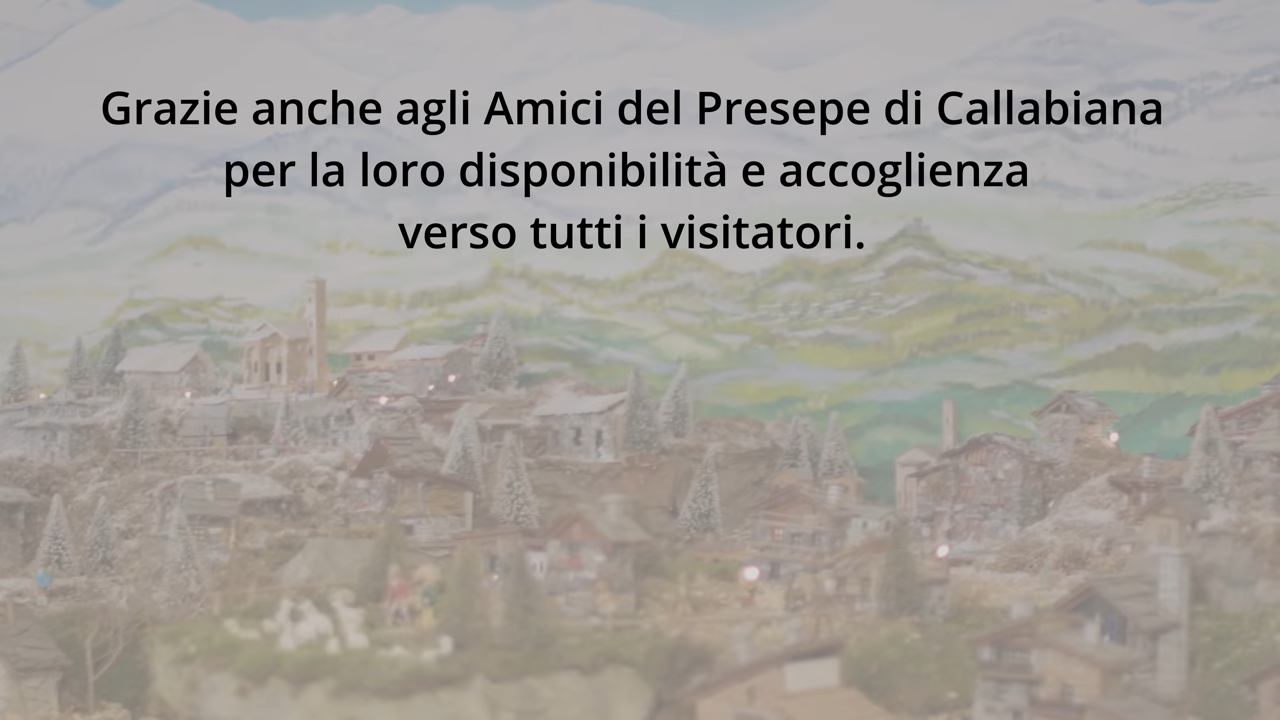 Grazie anche agli Amici del Presepe di Callabiana
per la loro disponibilità e accoglienza
verso tutti i visitatori.